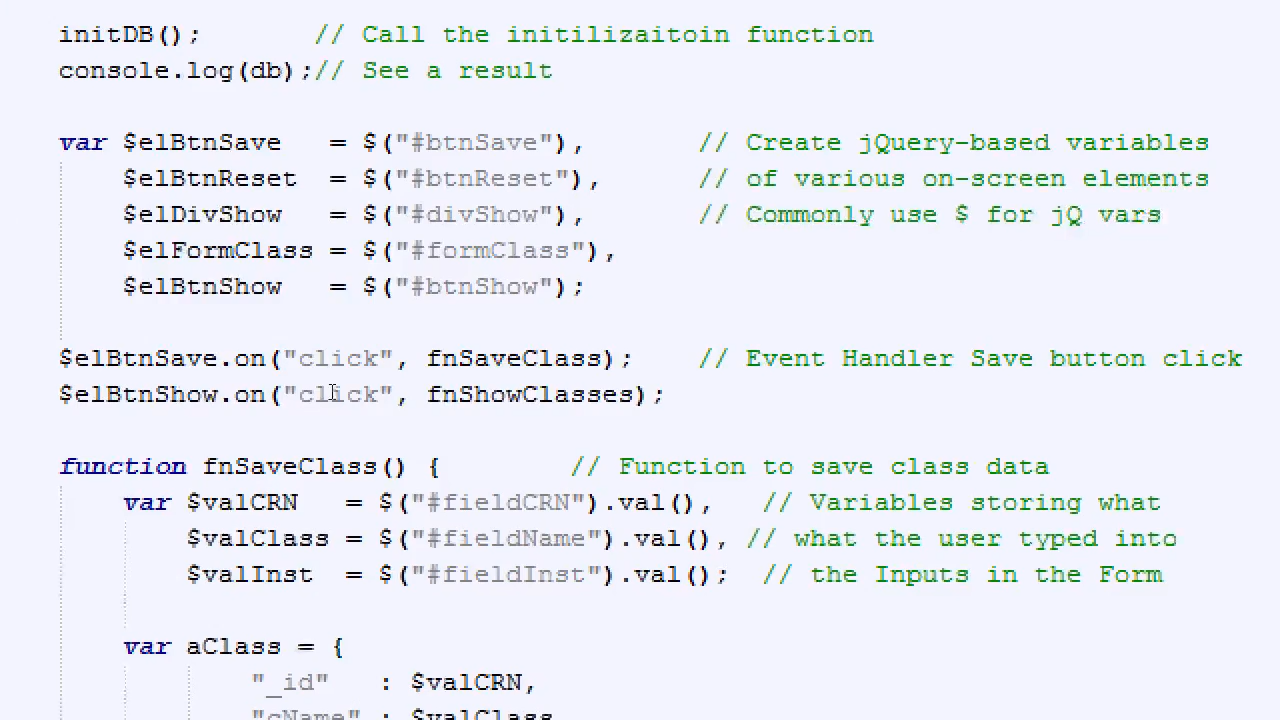 initDB();       // Call the initilizaitoin function
console.log(db);// See a result
var $elBtnSave   = $("#btnSave"),       // Create jQuery-based variables
    $elBtnReset  = $("#btnReset"),      // of various on-screen elements
    $elDivShow   = $("#divShow"),       // Commonly use $ for jQ vars
    $elFormClass = $("#formClass"),
    $elBtnShow   = $("#btnShow");
$elBtnSave.on("click", fnSaveClass);    // Event Handler Save button click
$elBtnShow.on("click", fnShowClasses);
function fnSaveClass() {        // Function to save class data
    var $valCRN   = $("#fieldCRN").val(),   // Variables storing what
        $valClass = $("#fieldName").val(), // what the user typed into
        $valInst  = $("#fieldInst").val();  // the Inputs in the Form
    var aClass = {
            "_id"   : $valCRN,
            "cName" : $valClass